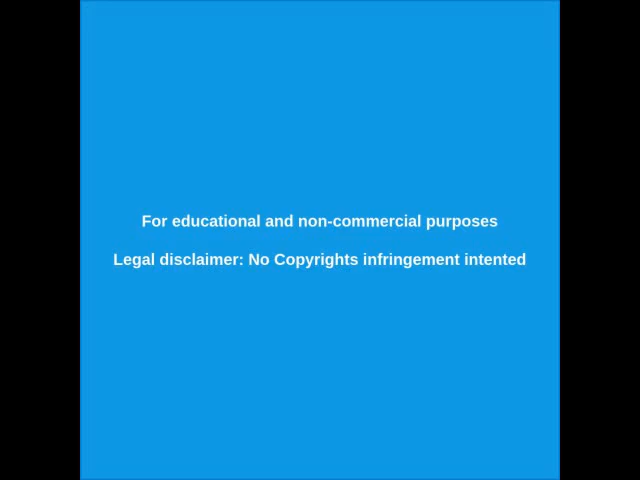 For educational and non-commercial purposes
Legal disclaimer: No Copyrights infringement intented